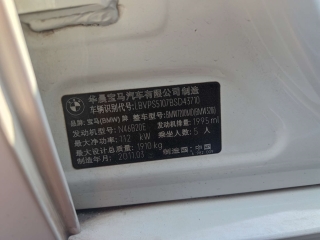 华晨宝马汽车有限公司制造
车辆识别代号:LBVPS5107BSD43710
品牌:宝马(BMW)牌 整车型号:
发动机型号:N46B20E 发动机排量:1995 ml
最大净功率:112 kW 乘坐人数:5 人
最大设计总质量:1910 kg
制造年月:2011.03 制造国:中国